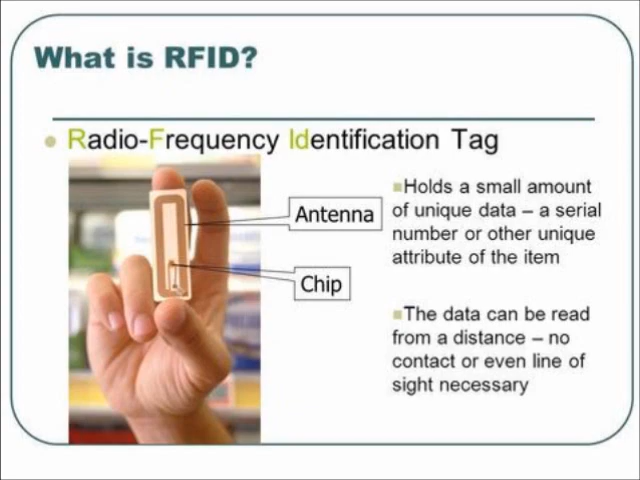 What is RFID?
Radio-Frequency Identification Tag
Antenna
Chip
Holds a small amount
of unique data – a serial
number or other unique
attribute of the item
The data can be read
from a distance – no
contact or even line of
sight necessary